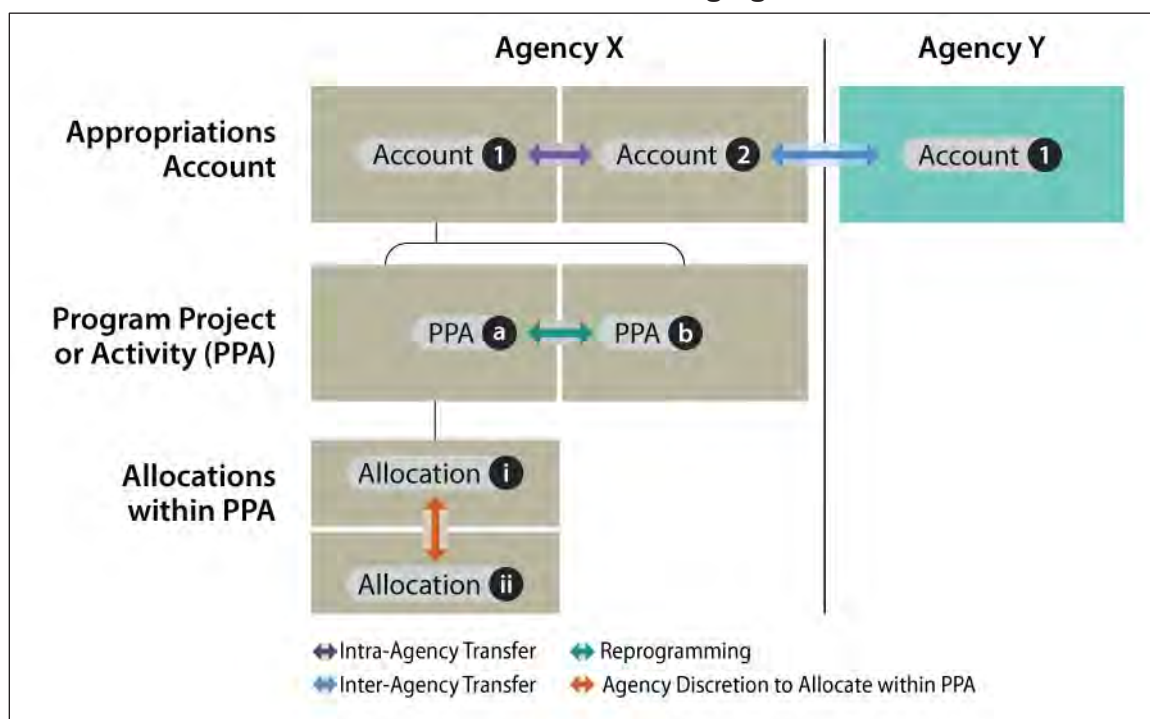 Agency X
Agency Y
Appropriations
Account
Account 1
Account 2
Account 1
Program Project
or Activity (PPA)
PPA a
PPA b
Allocations
within PPA
Allocation i
Allocation ii
Intra-Agency Transfer
Reprogramming
Inter-Agency Transfer
Agency Discretion to Allocate within PPA